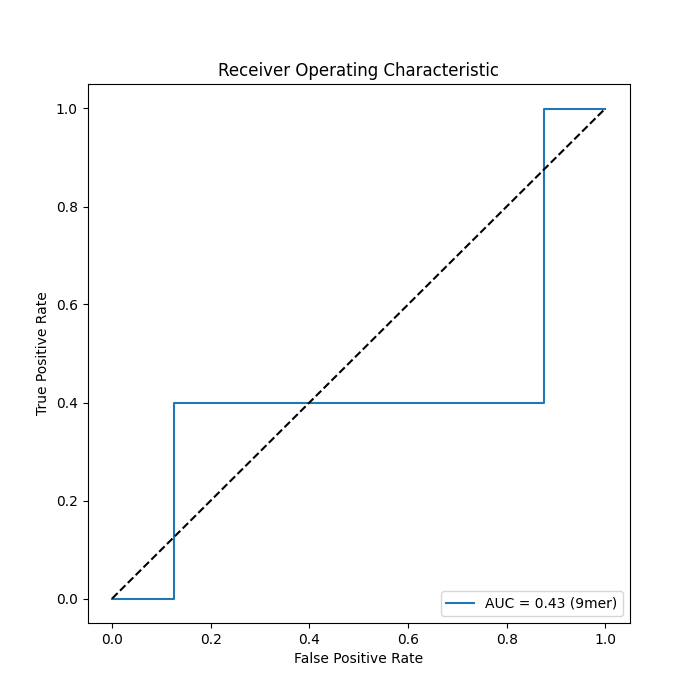 Receiver Operating Characteristic
True Positive Rate
1.0
0.8
0.6
0.4
0.2
0.0
AUC = 0.43 (9mer)
0.0 0.2 0.4 0.6 0.8 1.0
False Positive Rate